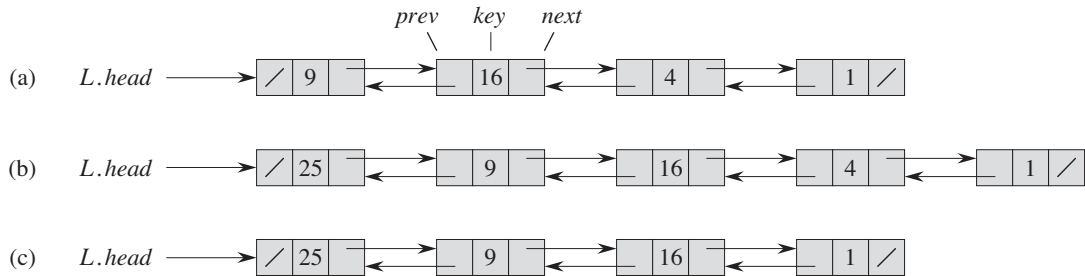 prev key next
(a) L.head / 9 16 4 1 /
(b) L.head / 25 9 16 4 1 /
(c) L.head / 25 9 16 1 /